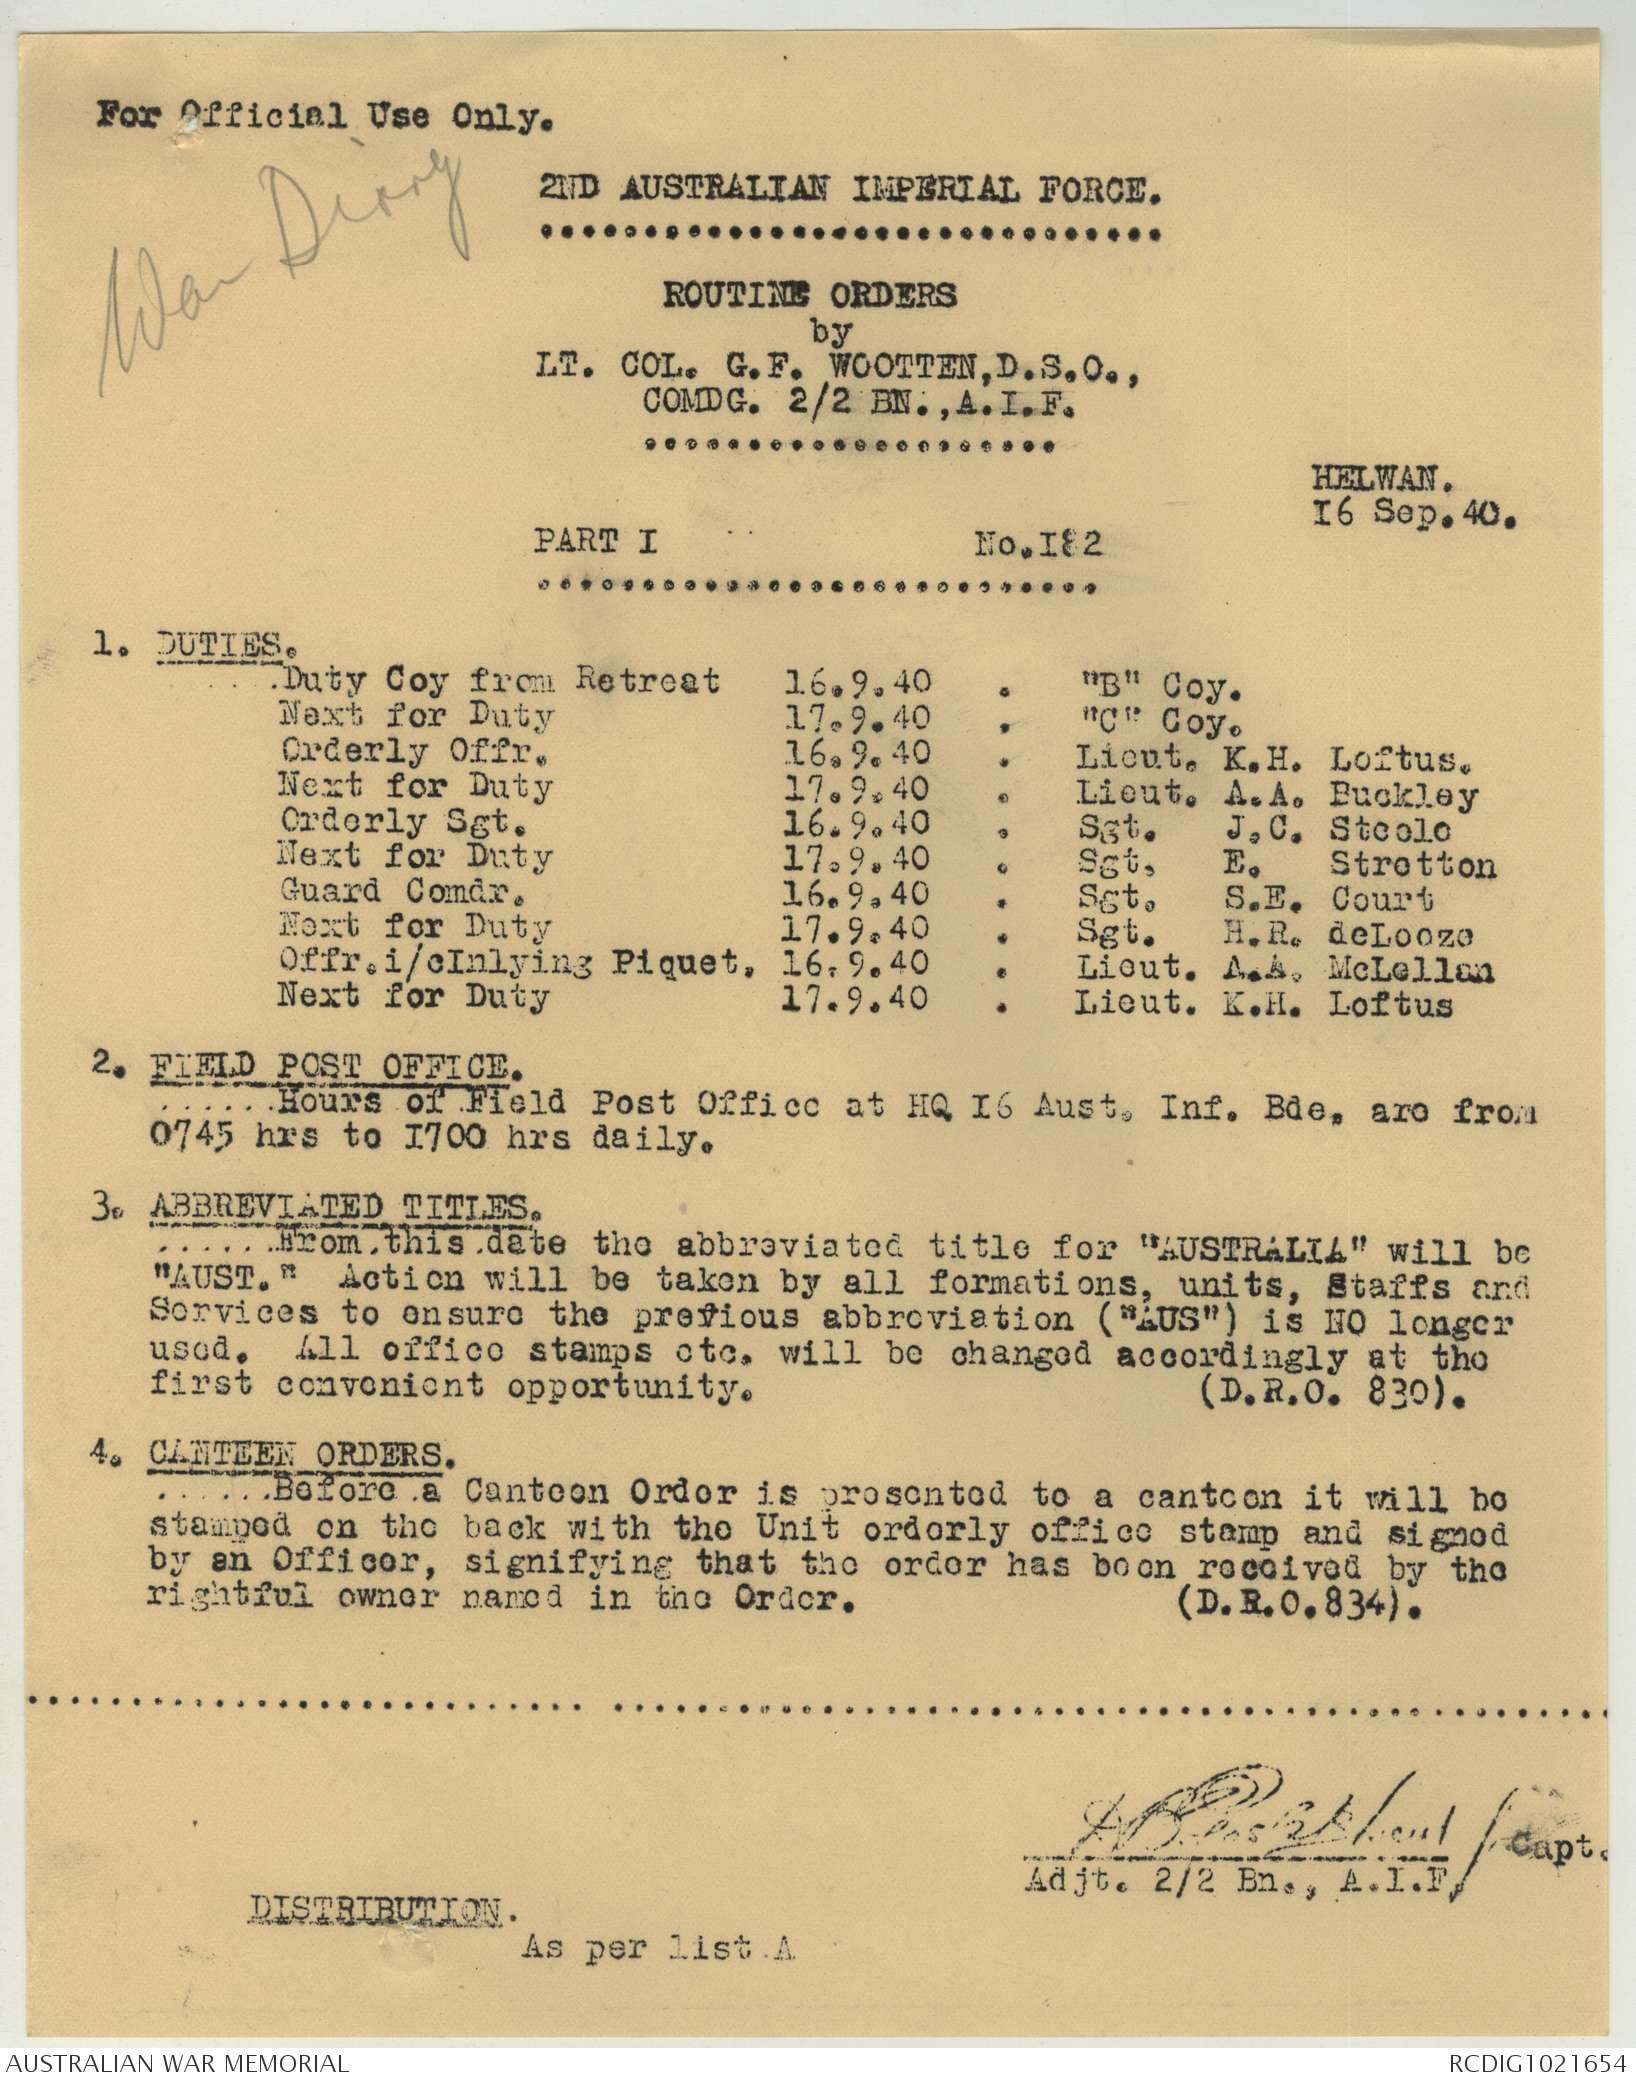 For Official Use Only.
War Diary
2ND AUSTRALIAN IMPERIAL FORCE.
..............................
ROUTINE ORDERS
by
LT. COL. G.F. WOOTTEN,D.S.O.,
COMDG. 2/2 BN.,A.I.F.
....................
HELWAN.
I6 Sep.40.
PART I No.I82
...........................
1. DUTIES.
.....Duty Coy from Retreat 16.9.40 . "B" Coy.
Next for Duty 17.9.40 . "C" Coy.
Orderly Offr. 16.9.40 . Lieut. K.H. Loftus.
Next for Duty 17.9.40 . Lieut. A.A. Buckley
Orderly Sgt. 16.9.40 . Sgt. J.C. Steele
Next for Duty 17.9.40 . Sgt. E. Stretton
Guard Comdr. 16.9.40 . Sgt. S.E. Court
Next for Duty 17.9.40 . Sgt. H.R. deLooze
Offr.i/cInlying Piquet. 16.9.40 . Lieut. A.A. McLellan
Next for Duty 17.9.40 . Lieut. K.H. Loftus
2. FIELD POST OFFICE.
......Hours of Field Post Office at HQ I6 Aust. Inf. Bde. are from
0745 hrs to I700 hrs daily.
3. ABBREVIATED TITLES.
......From this date the abbreviated title for "AUSTRALIA" will be
"AUST." Action will be taken by all formations, units, Staffs and
Services to ensure the previous abbreviation ("AUS") is NO longer
used. All office stamps etc. will be changed accordingly at the
first convenient opportunity. (D.R.O. 830).
4. CANTEEN ORDERS.
......Before a Canteen Order is presented to a canteen it will be
stamped on the back with the Unit orderly office stamp and signed
by an Officer, signifying that the order has been received by the
rightful owner named in the Order. (D.R.O.834).
..........................................................................
Capt.
Adjt. 2/2 Bn., A.I.F.
DISTRIBUTION.
As per list A
AUSTRALIAN WAR MEMORIAL RCDIG1021654